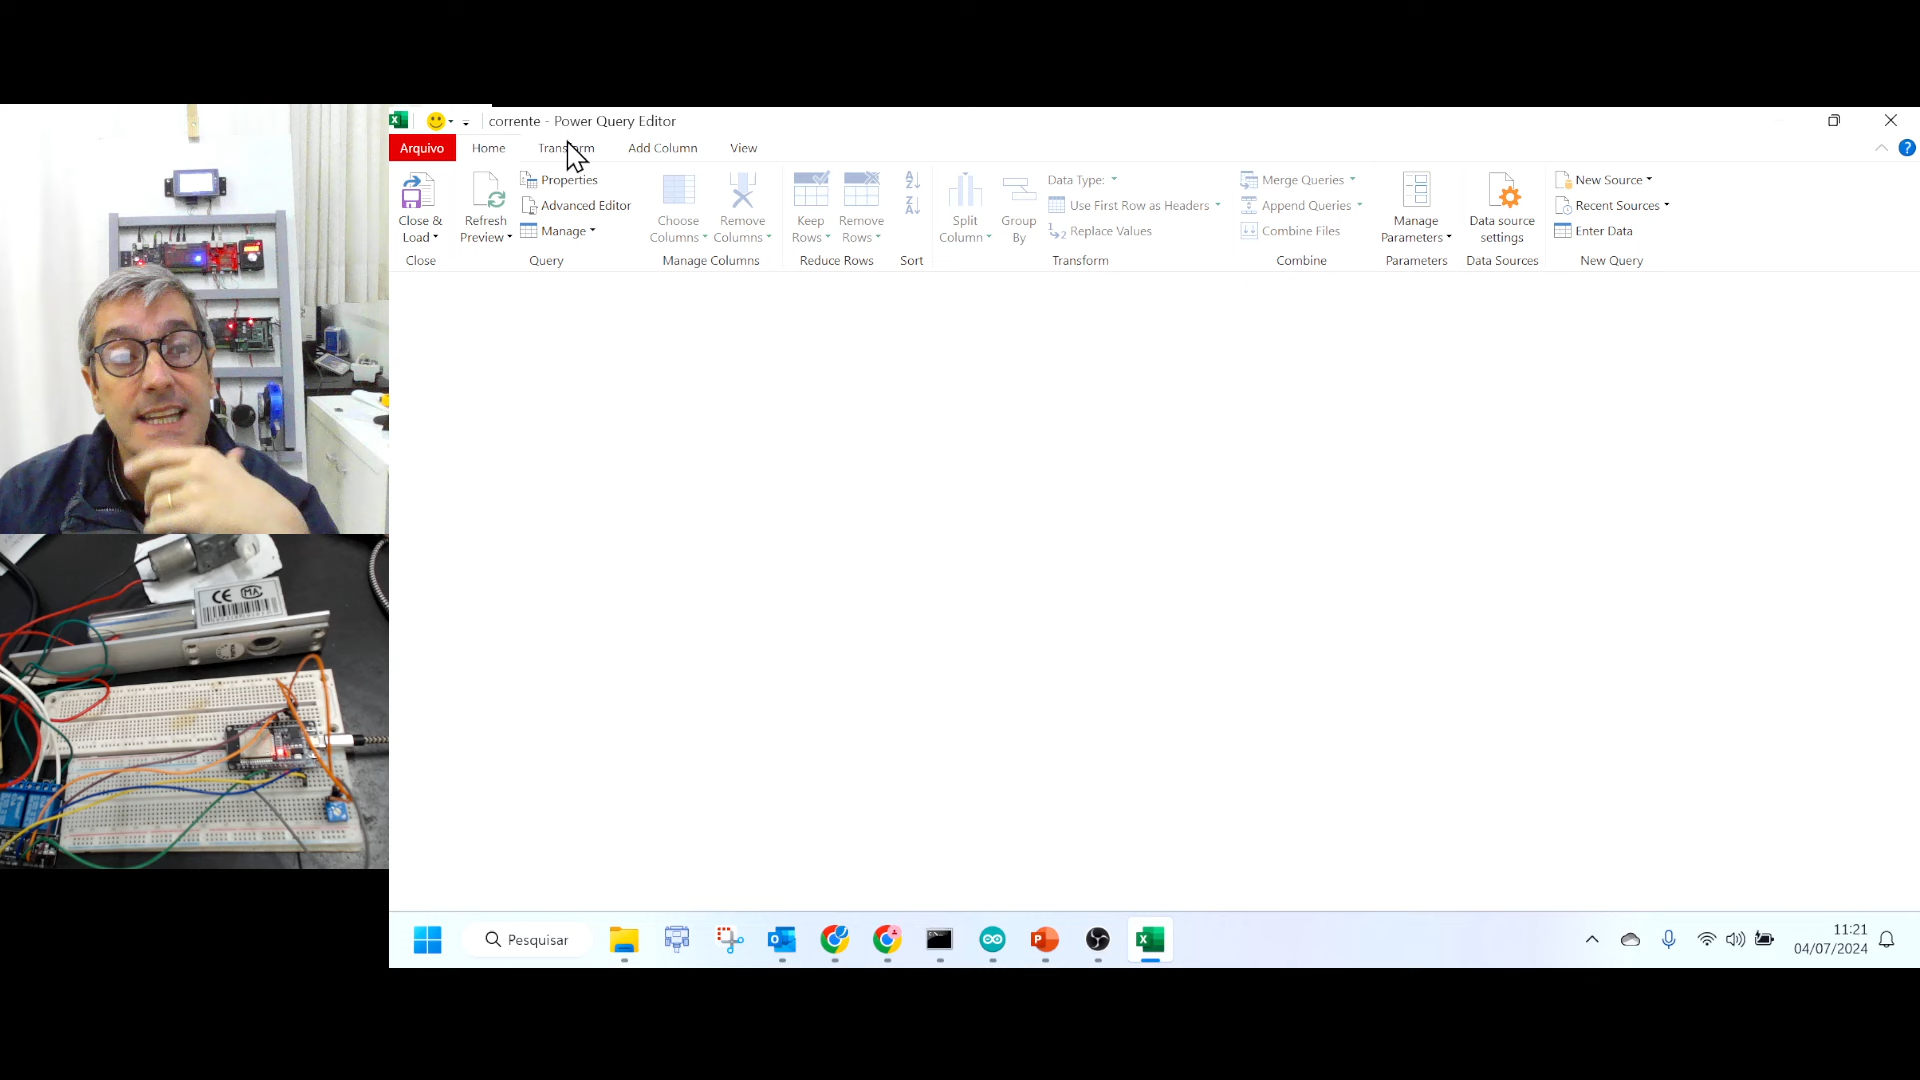 corrente - Power Query Editor
Arquivo Home Transform Add Column View
Close & Load
Refresh Preview
Properties
Advanced Editor
Manage
Choose Columns
Remove Columns
Keep Rows
Remove Rows
Split Column
Group By
Data Type:
Use First Row as Headers
Replace Values
Merge Queries
Append Queries
Combine Files
Manage Parameters
Data source settings
New Source
Recent Sources
Enter Data
Close Query Manage Columns Reduce Rows Sort Transform Combine Parameters Data Sources New Query
CE MA
Pesquisar
11:21
04/07/2024